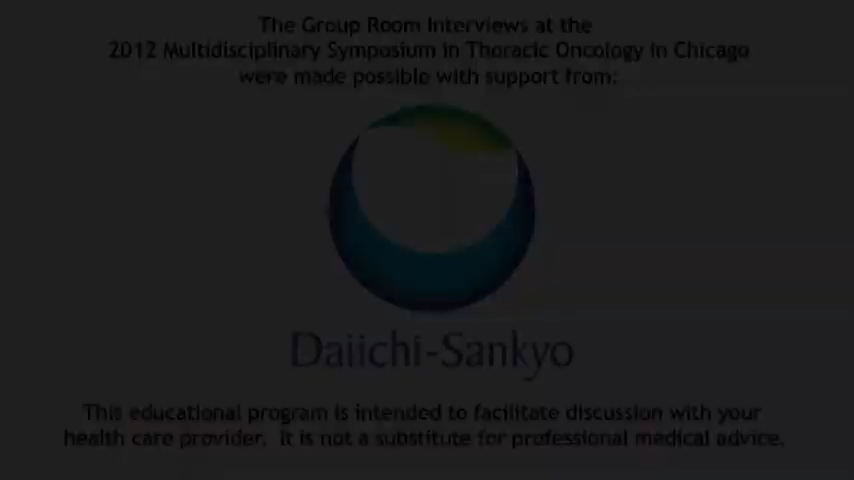 The Group Room Interviews at the
2012 Multidisciplinary Symposium in Thoracic Oncology in Chicago
were made possible with support from:
Daiichi-Sankyo
This educational program is intended to facilitate discussion with your
health care provider. It is not a substitute for professional medical advice.